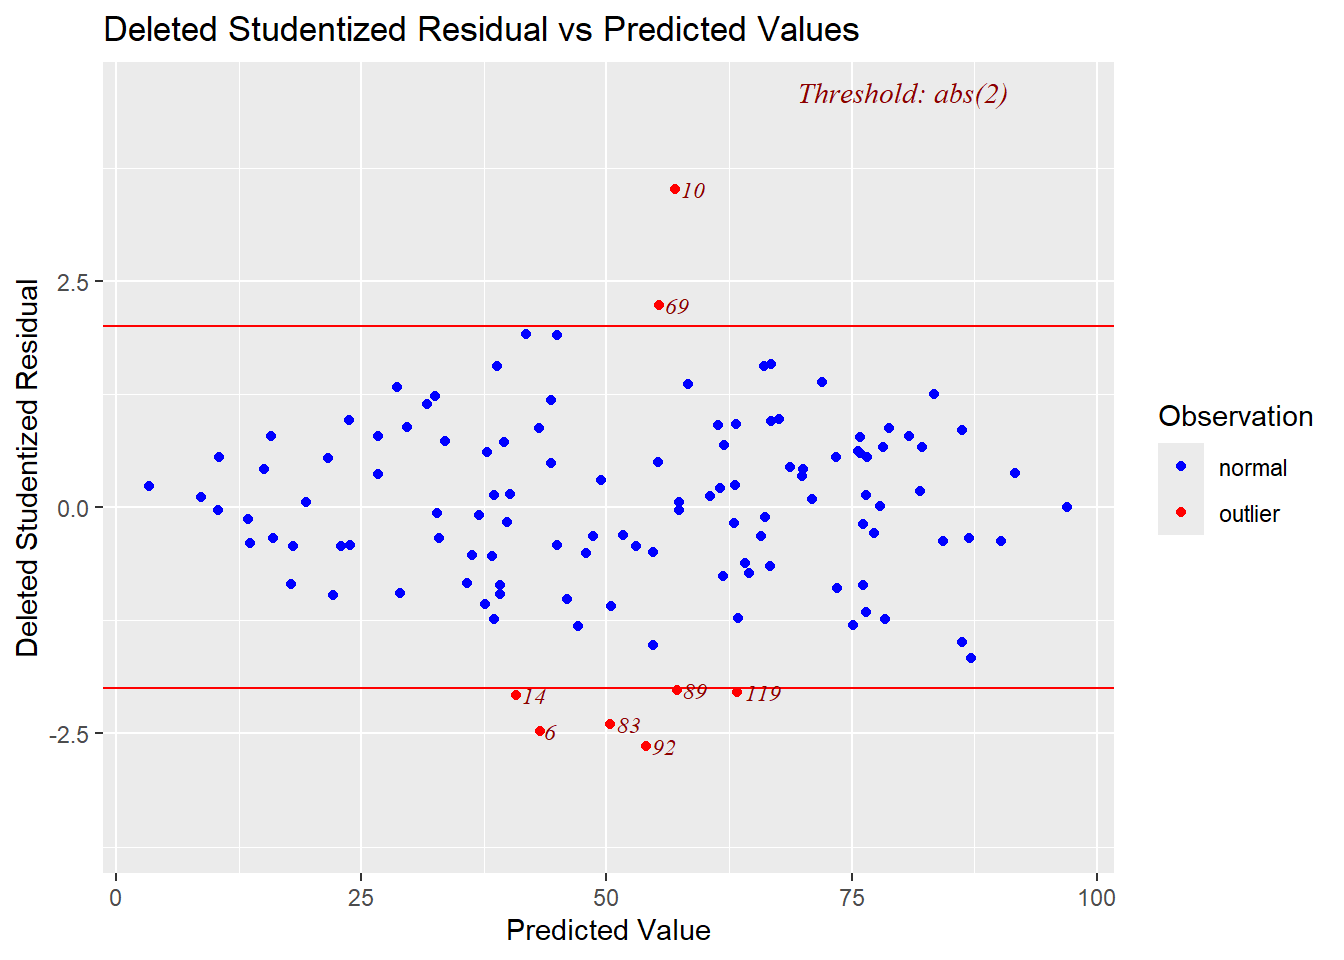 Deleted Studentized Residual vs Predicted Values
Threshold: abs(2)
10
69
2.5
0.0
-2.5
14
6
83
92
89
119
Deleted Studentized Residual
0
25
50
75
100
Predicted Value
Observation
normal
outlier